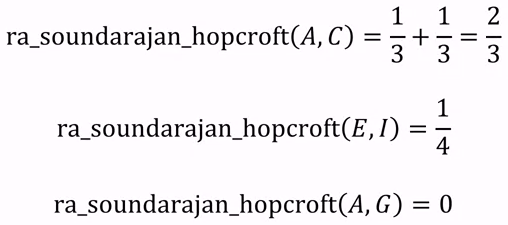 ra_soundarajan_hopcroft(A, C) = 1/3 + 1/3 = 2/3
ra_soundarajan_hopcroft(E, I) = 1/4
ra_soundarajan_hopcroft(A, G) = 0